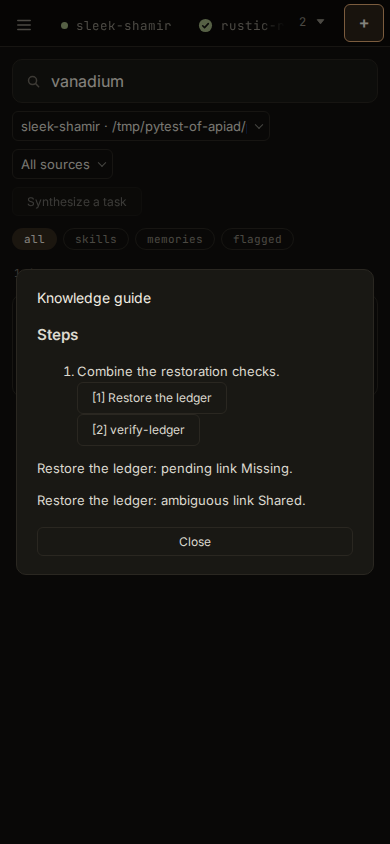 sleek-shamir
rustic-
2
+
vanadium
sleek-shamir · /tmp/pytest-of-apiad/
All sources
Synthesize a task
all
skills
memories
flagged
Knowledge guide
Steps
1. Combine the restoration checks.
[1] Restore the ledger
[2] verify-ledger
Restore the ledger: pending link Missing.
Restore the ledger: ambiguous link Shared.
Close